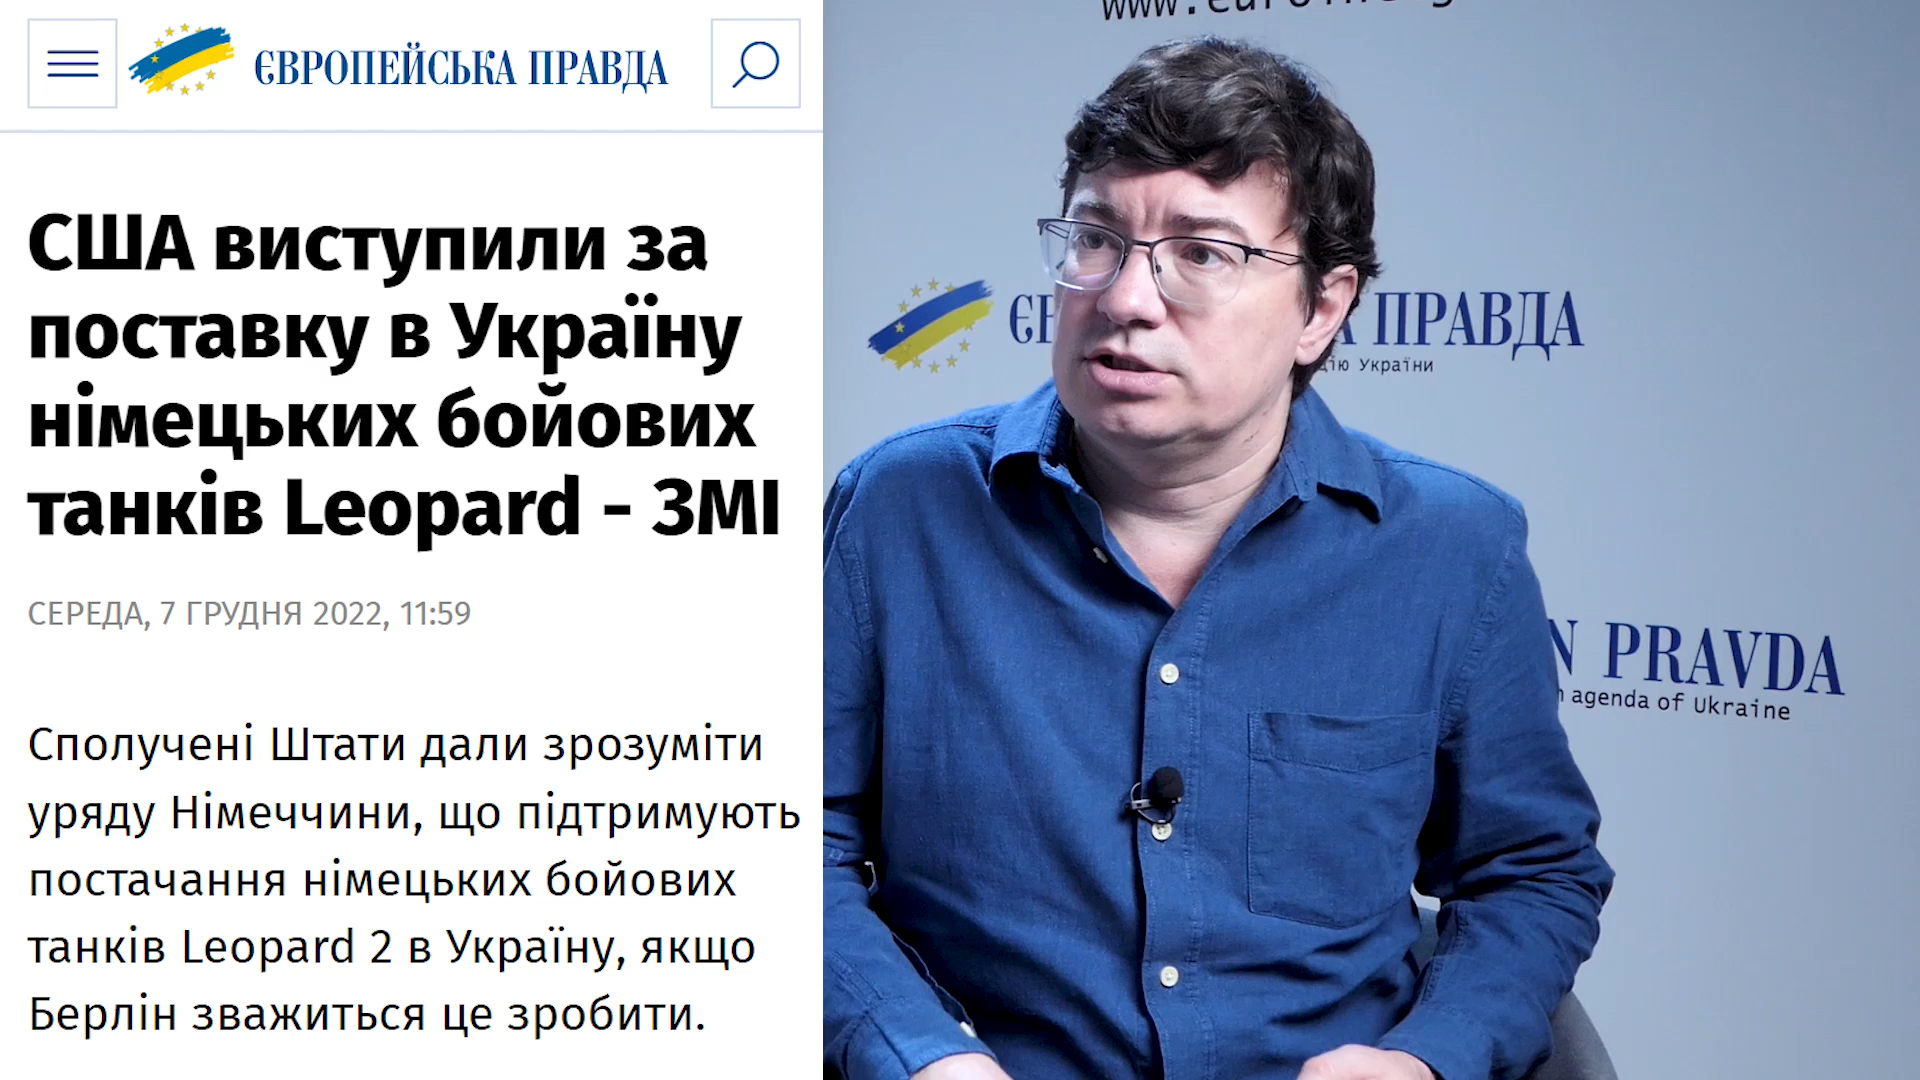 ЄВРОПЕЙСЬКА ПРАВДА
США виступили за
поставку в Україну
німецьких бойових
танків Leopard - ЗМІ
СЕРЕДА, 7 ГРУДНЯ 2022, 11:59
Сполучені Штати дали зрозуміти
уряду Німеччини, що підтримують
постачання німецьких бойових
танків Leopard 2 в Україну, якщо
Берлін зважиться це зробити.
ПРАВДА
України
PRAVDA
agenda of Ukraine